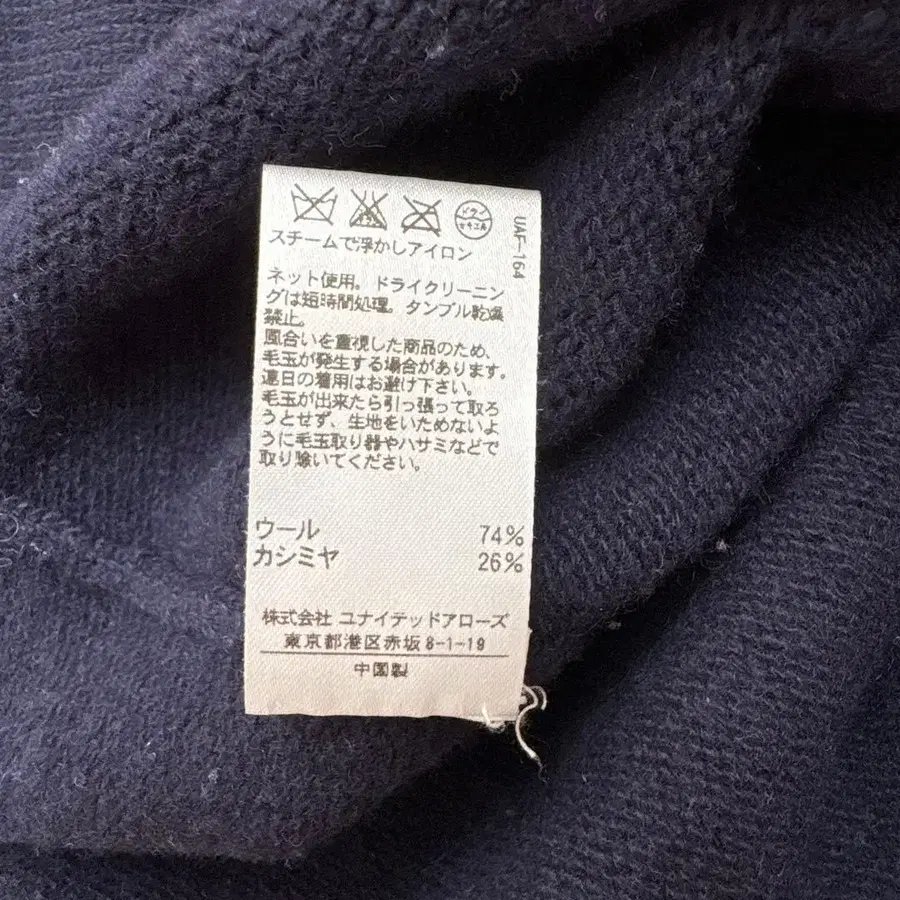 ドライ
セキユ系
UAF-164
スチームで浮かしアイロン
ネット使用。ドライクリーニン
グは短時間処理。タンブル乾燥
禁止。
風合いを重視した商品のため、
毛玉が発生する場合があります。
連日の着用はお避け下さい。
毛玉が出来たら引っ張って取ろ
うとせず、生地をいためないよ
うに毛玉取り器やハサミなどで
取り除いてください。
ウール 74%
カシミヤ 26%
株式会社 ユナイテッドアローズ
東京都港区赤坂8-1-19
中国製